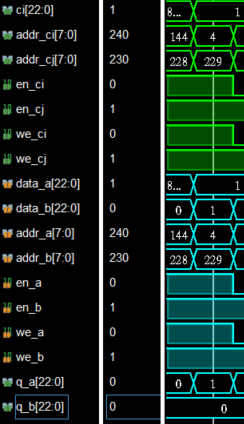 ci[22:0] 1 8... 1
addr_ci[7:0] 240 144 4
addr_cj[7:0] 230 228 229
en_ci 0
en_cj 1
we_ci 0
we_cj 1
data_a[22:0] 1 8... 1
data_b[22:0] 0 0 1
addr_a[7:0] 240 144 4
addr_b[7:0] 230 228 229
en_a 0
en_b 1
we_a 0
we_b 1
q_a[22:0] 0 0 1
q_b[22:0] 0 0